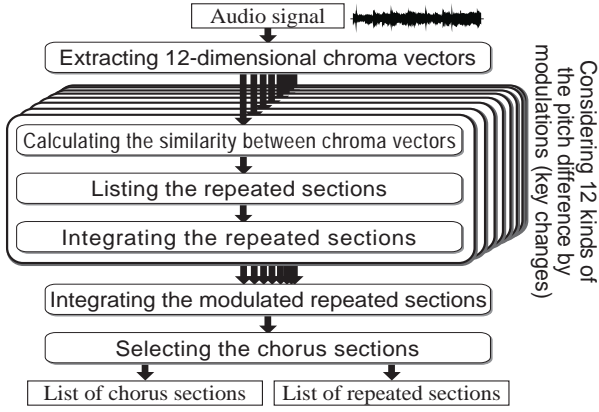 Audio signal
Extracting 12-dimensional chroma vectors
Calculating the similarity between chroma vectors
Listing the repeated sections
Integrating the repeated sections
Integrating the modulated repeated sections
Selecting the chorus sections
List of chorus sections
List of repeated sections
Considering 12 kinds of
the pitch difference by
modulations (key changes)